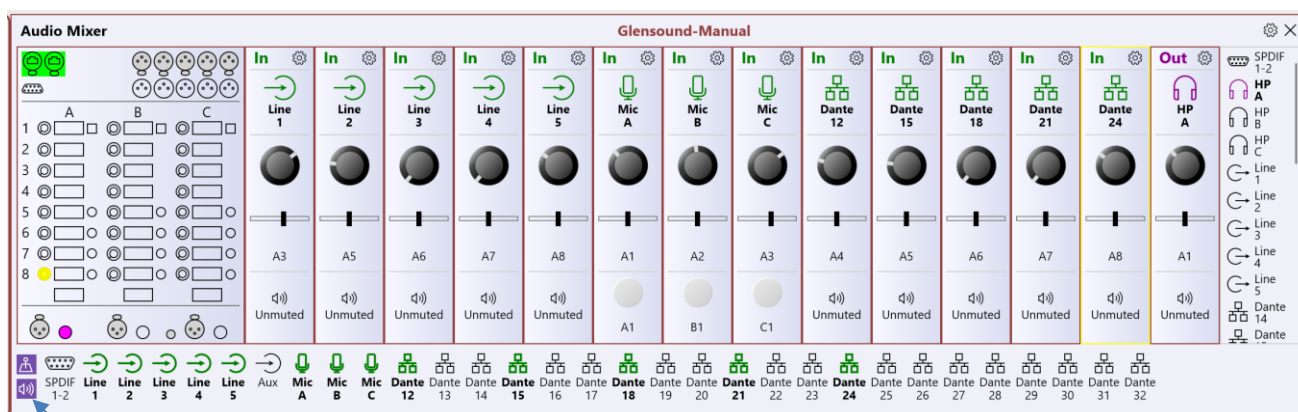 Audio Mixer
Glensound-Manual
A B C
1
2
3
4
5
6
7
8
In In In In In In In In In In In In In Out
Line Line Line Line Line Mic Mic Mic Dante Dante Dante Dante Dante HP
1 2 3 4 5 A B C 12 15 18 21 24 A
A3 A5 A6 A7 A8 A1 A2 A3 A4 A5 A6 A7 A8 A1
Unmuted Unmuted Unmuted Unmuted Unmuted A1 B1 C1 Unmuted Unmuted Unmuted Unmuted Unmuted Unmuted
SPDIF
1-2
HP
A
HP
B
HP
C
Line
1
Line
2
Line
3
Line
4
Line
5
Dante
14
Dante
SPDIF Line Line Line Line Line Aux Mic Mic Mic Dante Dante Dante Dante Dante Dante Dante Dante Dante Dante Dante Dante Dante Dante Dante Dante Dante Dante Dante Dante Dante
1-2 1 2 3 4 5 A B C 12 13 14 15 16 17 18 19 20 21 22 23 24 25 26 27 28 29 30 31 32